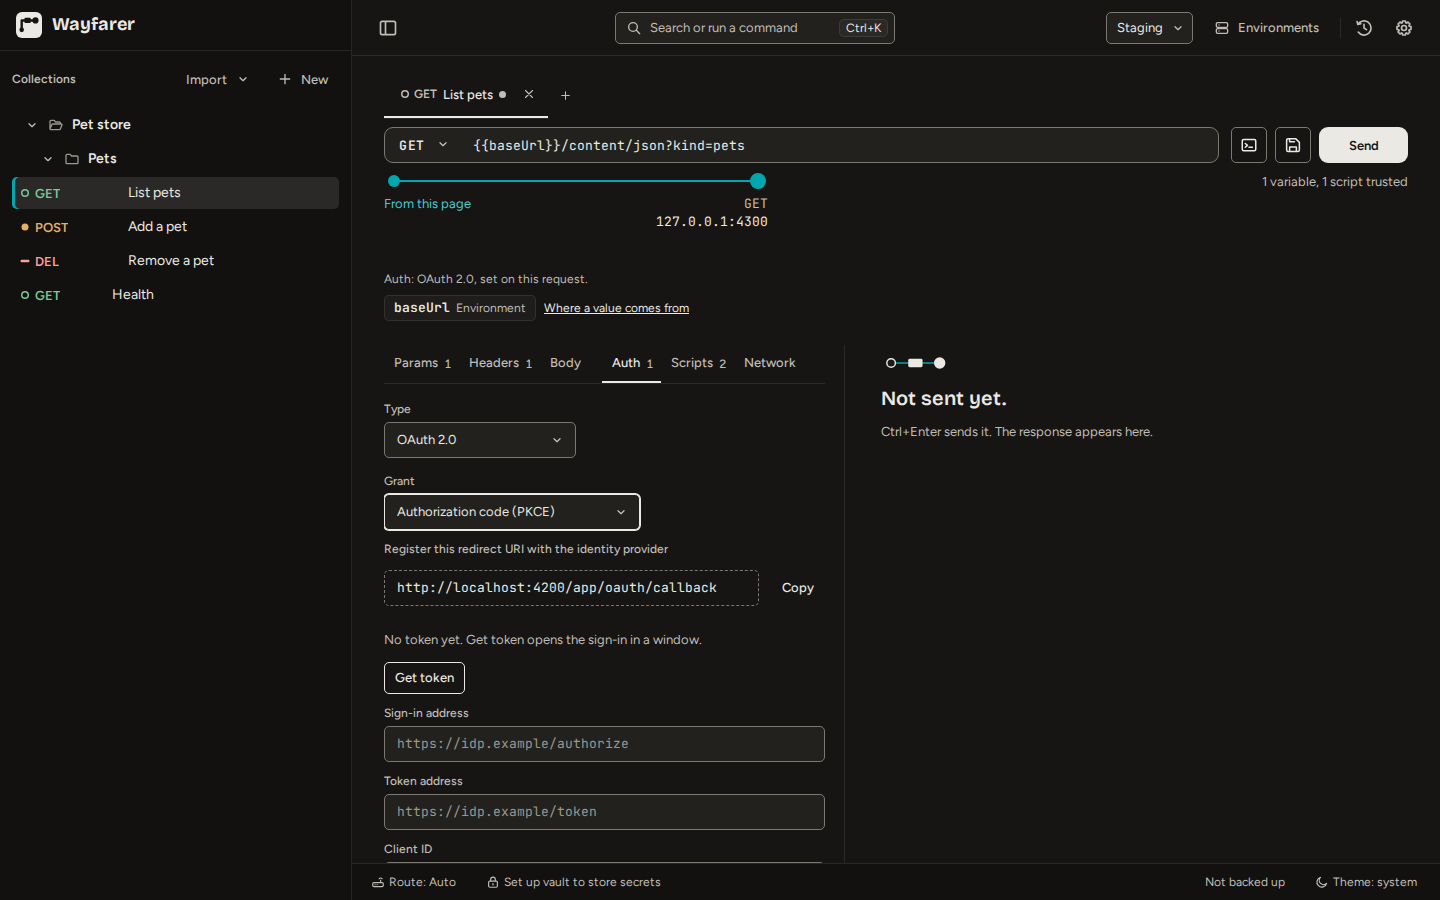 Wayfarer
Search or run a command
Ctrl+K
Staging
Environments
Collections
Import
New
Pet store
Pets
GET List pets
POST Add a pet
DEL Remove a pet
GET Health
GET List pets
GET {{baseUrl}}/content/json?kind=pets
Send
From this page
GET
127.0.0.1:4300
1 variable, 1 script trusted
Auth: OAuth 2.0, set on this request.
baseUrl Environment Where a value comes from
Params 1 Headers 1 Body Auth 1 Scripts 2 Network
Type
OAuth 2.0
Grant
Authorization code (PKCE)
Register this redirect URI with the identity provider
http://localhost:4200/app/oauth/callback
Copy
No token yet. Get token opens the sign-in in a window.
Get token
Sign-in address
https://idp.example/authorize
Token address
https://idp.example/token
Client ID
Not sent yet.
Ctrl+Enter sends it. The response appears here.
Route: Auto
Set up vault to store secrets
Not backed up
Theme: system